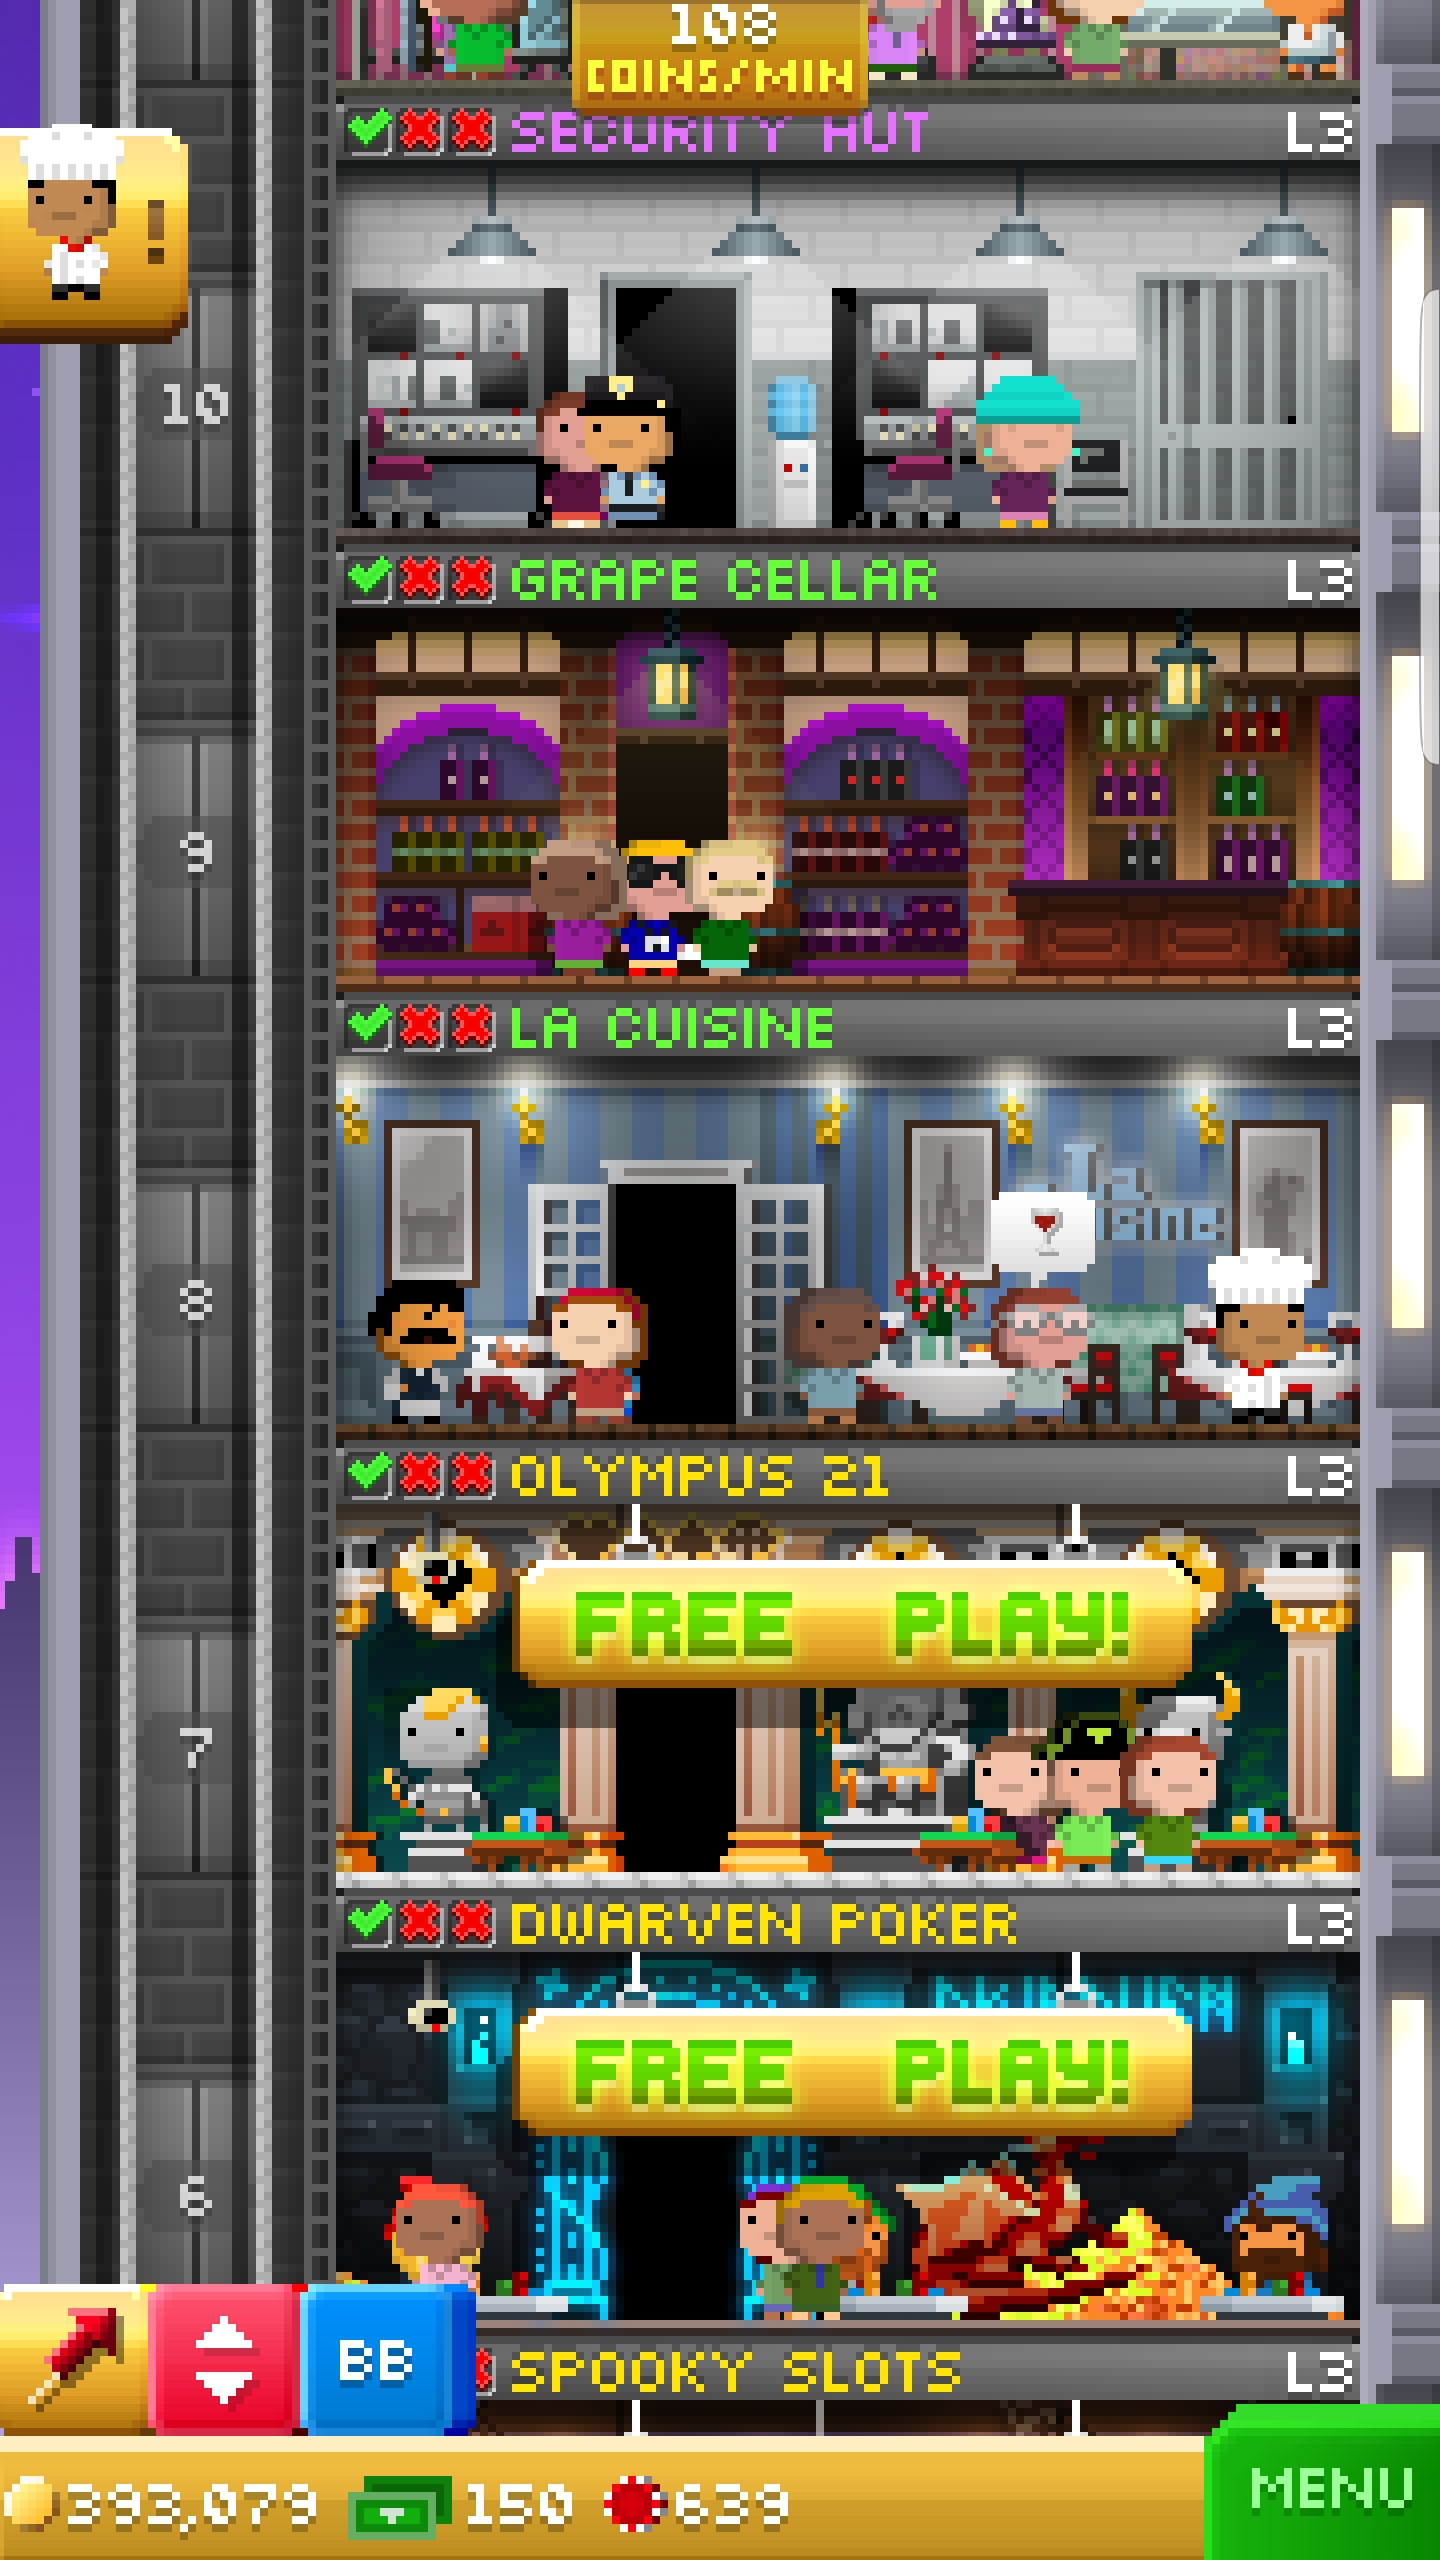 108
COINS/MIN
SECURITY HUT L3
!
10
GRAPE CELLAR L3
9
LA CUISINE L3
La
8
OLYMPUS 21 L3
FREE PLAY!
7
DWARVEN POKER L3
FREE PLAY!
6
BB
SPOOKY SLOTS L3
393,079 150 639
MENU